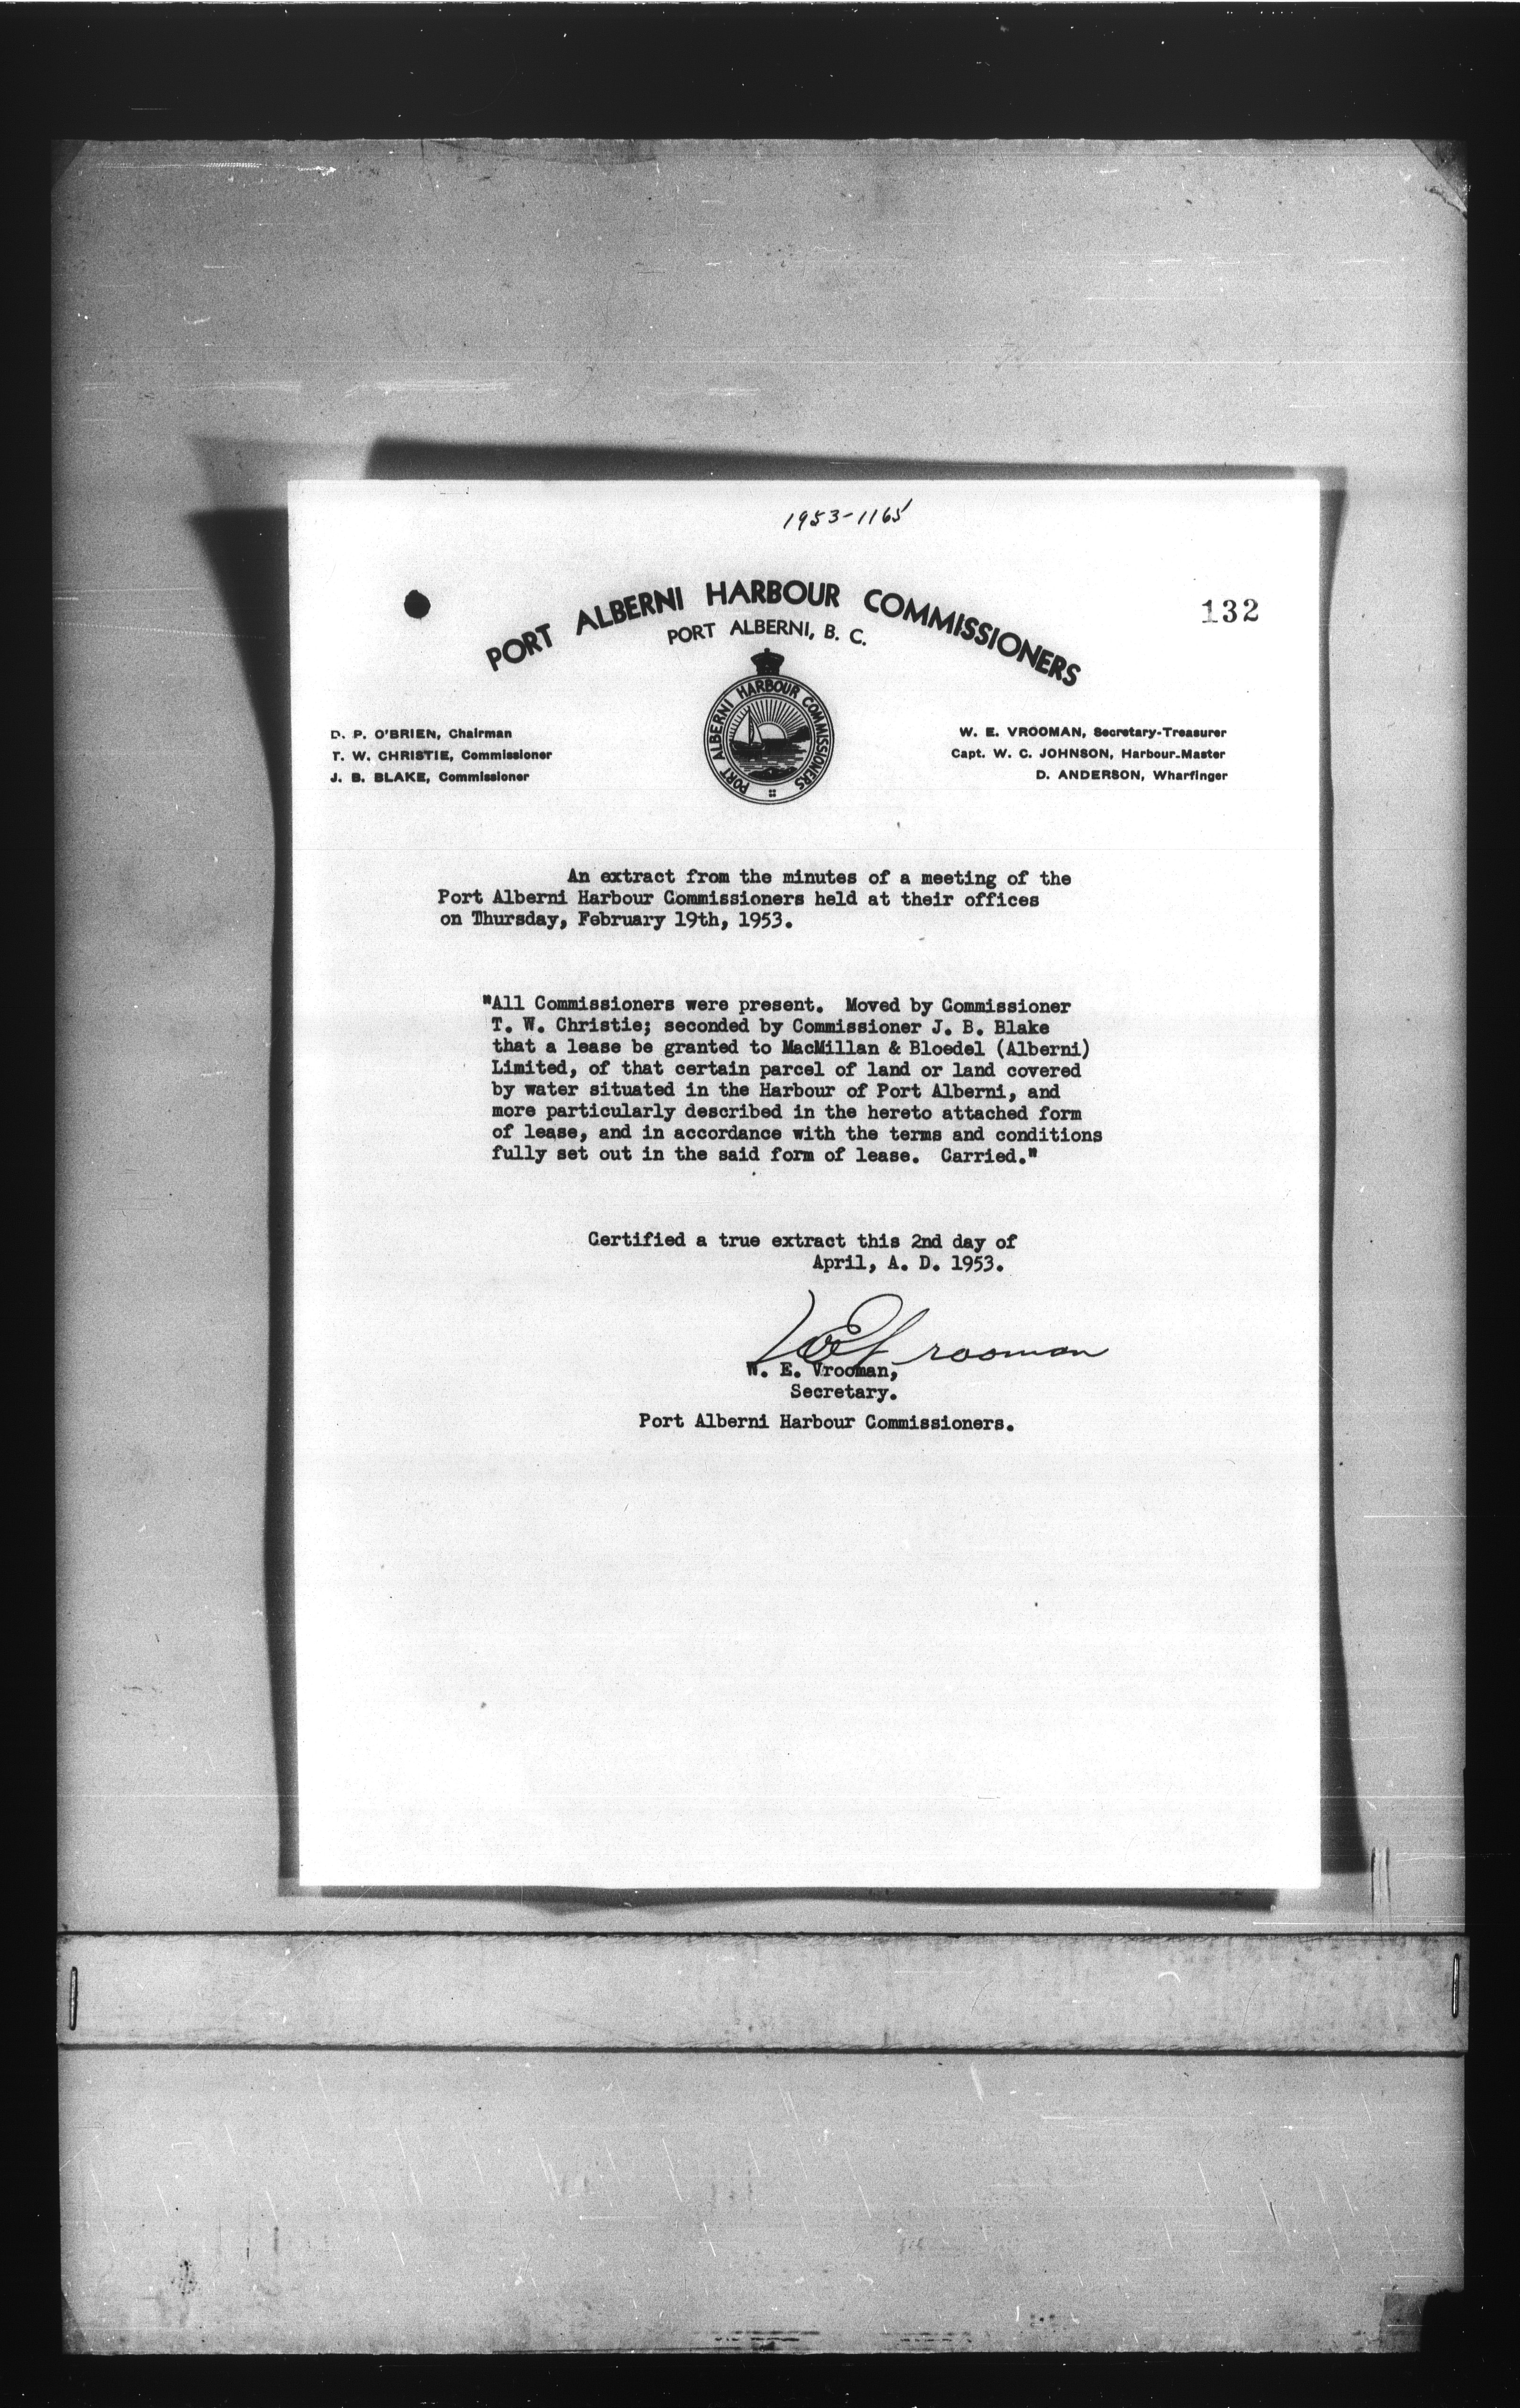 1953-1165
132
PORT ALBERNI HARBOUR COMMISSIONERS
PORT ALBERNI, B. C.
PORT ALBERNI HARBOUR COMMISSIONERS
D. P. O'BRIEN, Chairman
T. W. CHRISTIE, Commissioner
J. B. BLAKE, Commissioner
W. E. VROOMAN, Secretary-Treasurer
Capt. W. C. JOHNSON, Harbour-Master
D. ANDERSON, Wharfinger
An extract from the minutes of a meeting of the
Port Alberni Harbour Commissioners held at their offices
on Thursday, February 19th, 1953.
"All Commissioners were present. Moved by Commissioner
T. W. Christie; seconded by Commissioner J. B. Blake
that a lease be granted to MacMillan & Bloedel (Alberni)
Limited, of that certain parcel of land or land covered
by water situated in the Harbour of Port Alberni, and
more particularly described in the hereto attached form
of lease, and in accordance with the terms and conditions
fully set out in the said form of lease. Carried."
Certified a true extract this 2nd day of
April, A. D. 1953.
W E Vrooman
W. E. Vrooman,
Secretary.
Port Alberni Harbour Commissioners.